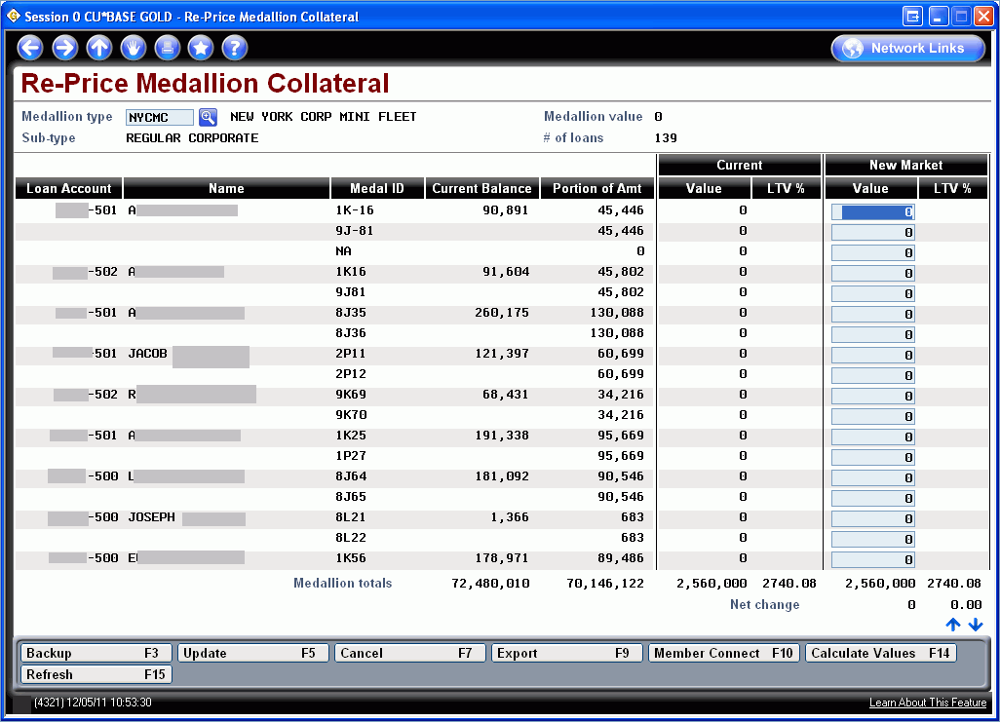 Session 0 CU*BASE GOLD - Re-Price Medallion Collateral
Network Links
Re-Price Medallion Collateral
Medallion type NYCMC NEW YORK CORP MINI FLEET Medallion value 0
Sub-type REGULAR CORPORATE # of loans 139
Current New Market
Loan Account Name Medal ID Current Balance Portion of Amt Value LTV % Value LTV %
-501 A 1K-16 90,891 45,446 0 0
9J-81 45,446 0 0
NA 0 0 0
-502 A 1K16 91,604 45,802 0 0
9J81 45,802 0 0
-501 A 8J35 260,175 130,088 0 0
8J36 130,088 0 0
-501 JACOB 2P11 121,397 60,699 0 0
2P12 60,699 0 0
-502 R 9K69 68,431 34,216 0 0
9K70 34,216 0 0
-501 A 1K25 191,338 95,669 0 0
1P27 95,669 0 0
-500 L 8J64 181,092 90,546 0 0
8J65 90,546 0 0
-500 JOSEPH 8L21 1,366 683 0 0
8L22 683 0 0
-500 E 1K56 178,971 89,486 0 0
Medallion totals 72,480,010 70,146,122 2,560,000 2740.08 2,560,000 2740.08
Net change 0 0.00
Backup F3 Update F5 Cancel F7 Export F9 Member Connect F10 Calculate Values F14
Refresh F15
(4321) 12/05/11 10:53:30 Learn About This Feature